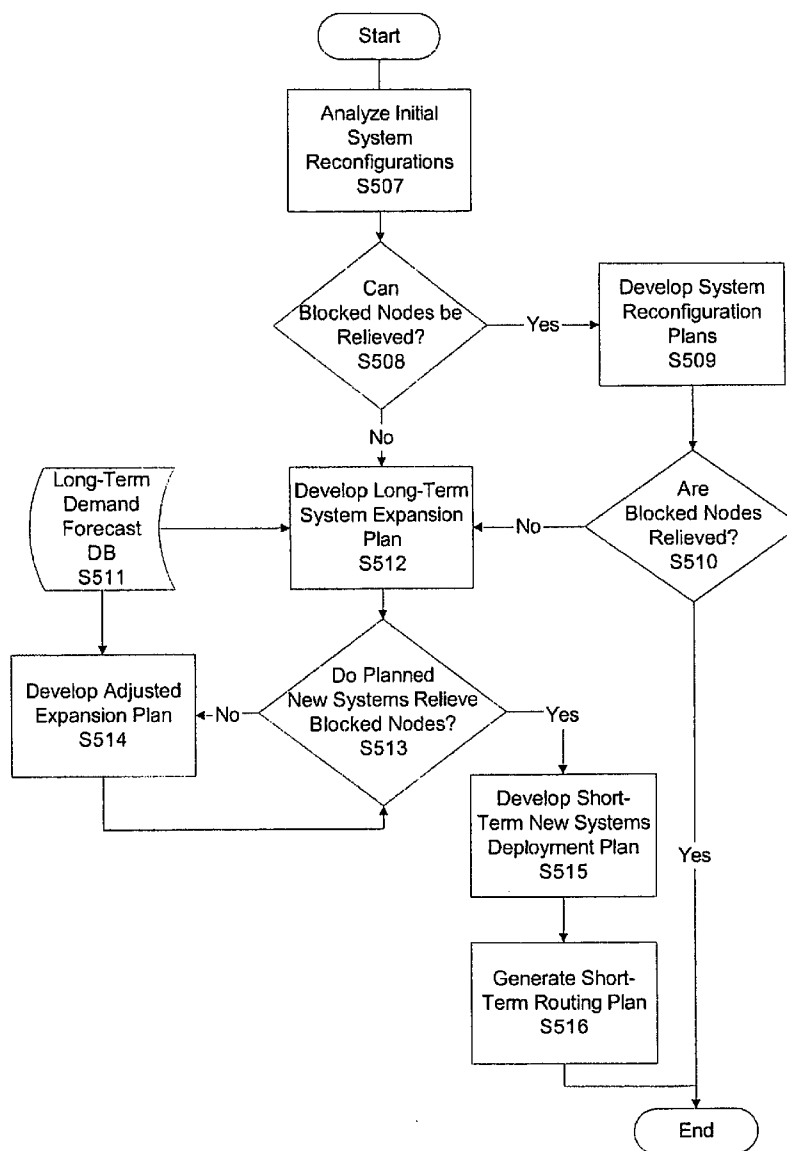 Start
Analyze Initial
System
Reconfigurations
S507
Can
Blocked Nodes be
Relieved?
S508
Yes
Develop System
Reconfiguration
Plans
S509
No
Long-Term
Demand
Forecast
DB
S511
Develop Long-Term
System Expansion
Plan
S512
No
Are
Blocked Nodes
Relieved?
S510
Develop Adjusted
Expansion Plan
S514
No
Do Planned
New Systems Relieve
Blocked Nodes?
S513
Yes
Develop Short-
Term New Systems
Deployment Plan
S515
Yes
Generate Short-
Term Routing Plan
S516
End